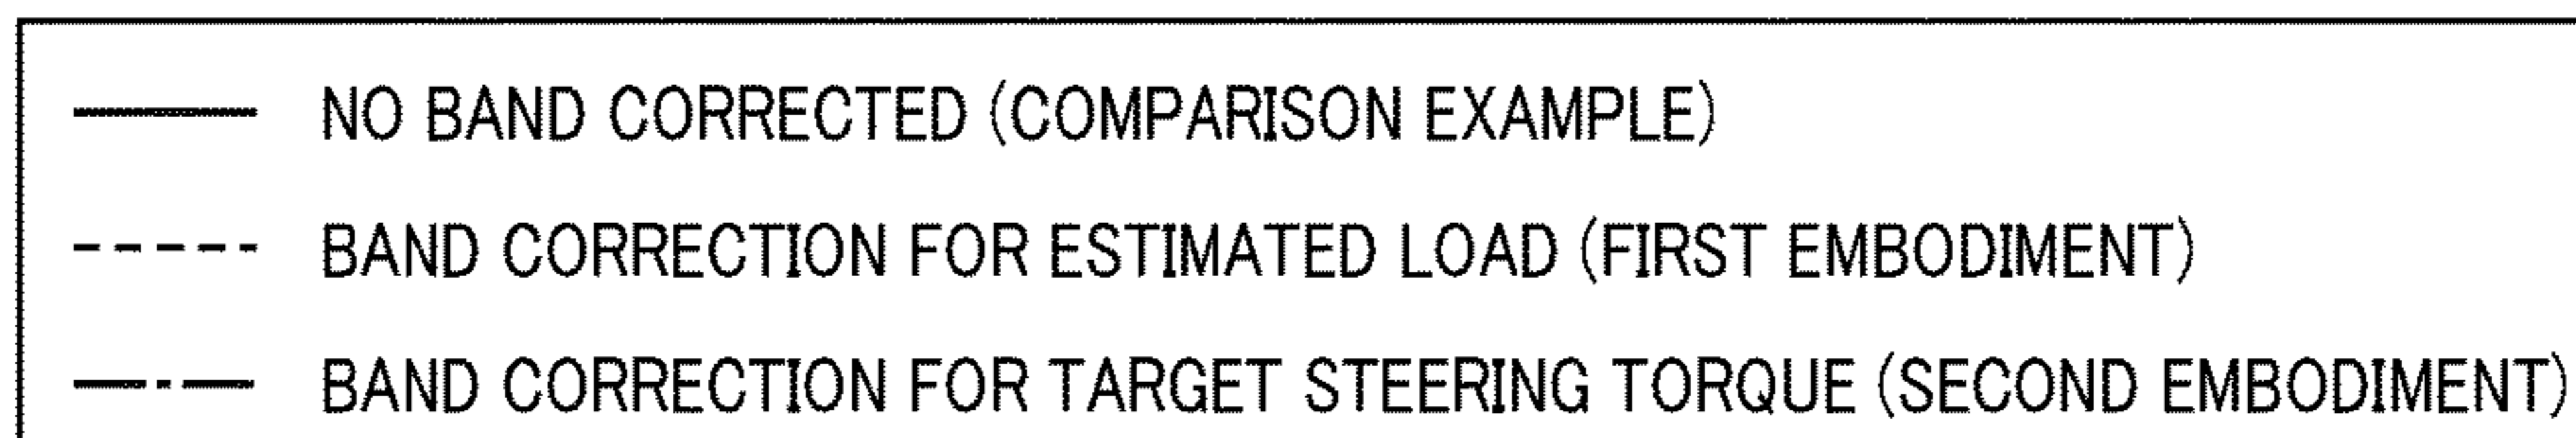 NO BAND CORRECTED (COMPARISON EXAMPLE)
BAND CORRECTION FOR ESTIMATED LOAD (FIRST EMBODIMENT)
BAND CORRECTION FOR TARGET STEERING TORQUE (SECOND EMBODIMENT)